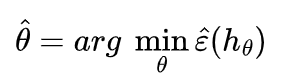 θ̂ = arg min_θ ε̂(h_θ)